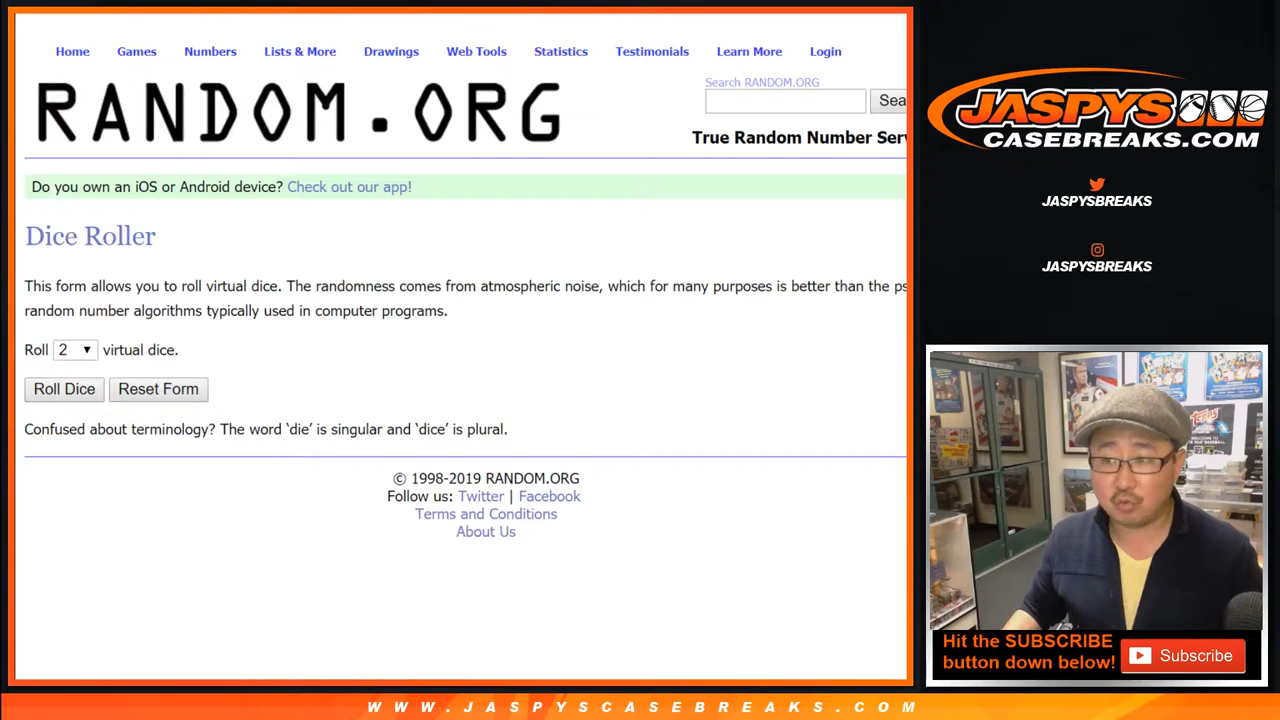 Home Games Numbers Lists & More Drawings Web Tools Statistics Testimonials Learn More Login
RANDOM.ORG
Search RANDOM.ORG
Sea
True Random Number Serv
Do you own an iOS or Android device? Check out our app!
Dice Roller
This form allows you to roll virtual dice. The randomness comes from atmospheric noise, which for many purposes is better than the ps
random number algorithms typically used in computer programs.
Roll 2 ▼ virtual dice.
Roll Dice Reset Form
Confused about terminology? The word ‘die’ is singular and ‘dice’ is plural.
© 1998-2019 RANDOM.ORG
Follow us: Twitter | Facebook
Terms and Conditions
About Us
JASPYS
CASEBREAKS.COM
JASPYSBREAKS
JASPYSBREAKS
TOPPS
Hit the SUBSCRIBE
button down below!
Subscribe
WWW.JASPYSCASEBREAKS.COM